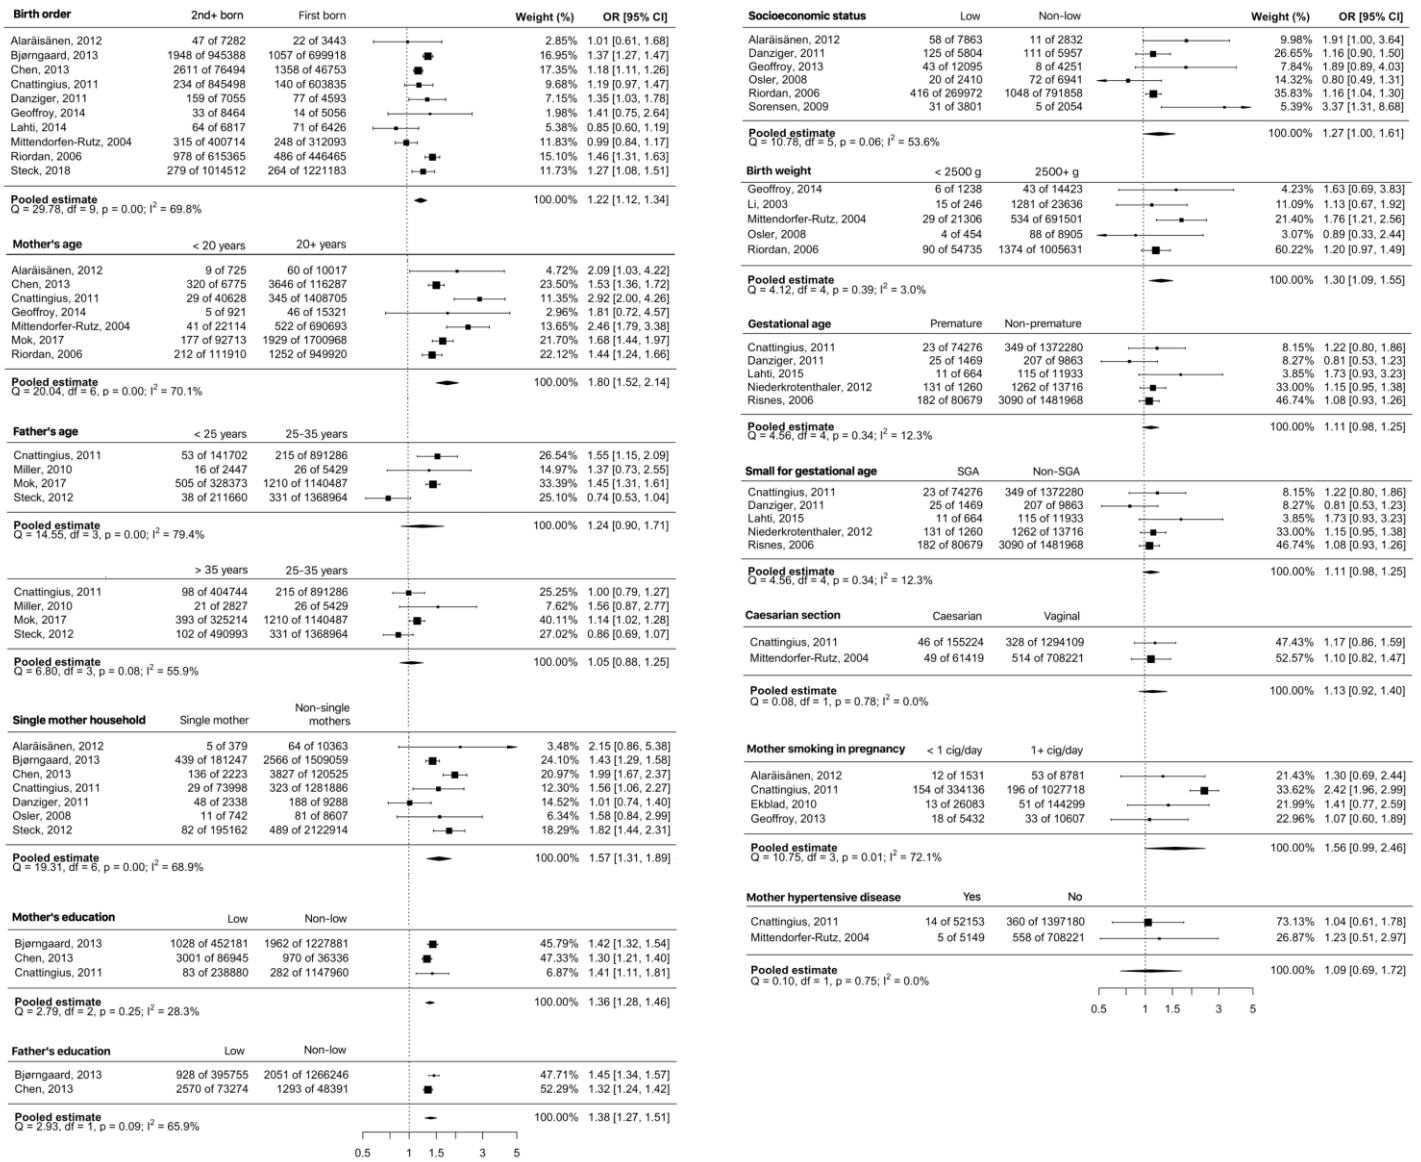 Birth order 2nd+ born First born Weight (%) OR [95% CI]
Alaräisänen, 2012 47 of 7282 22 of 3443 2.85% 1.01 [0.61, 1.68]
Bjørngaard, 2013 1948 of 945388 1057 of 699918 16.95% 1.37 [1.27, 1.47]
Chen, 2013 2611 of 76494 1358 of 46753 17.35% 1.18 [1.11, 1.26]
Cnattingius, 2011 234 of 845498 140 of 603835 9.68% 1.19 [0.97, 1.47]
Danziger, 2011 159 of 7055 77 of 4593 7.15% 1.35 [1.03, 1.78]
Geoffroy, 2014 33 of 8464 14 of 5056 1.98% 1.41 [0.75, 2.64]
Lahti, 2014 64 of 6817 71 of 6426 5.38% 0.85 [0.60, 1.19]
Mittendorfen-Rutz, 2004 315 of 400714 248 of 312093 11.83% 0.99 [0.84, 1.17]
Riordan, 2006 978 of 615365 486 of 446465 15.10% 1.46 [1.31, 1.63]
Steck, 2018 279 of 1014512 264 of 1221183 11.73% 1.27 [1.08, 1.51]
Pooled estimate 100.00% 1.22 [1.12, 1.34]
Q = 29.78, df = 9, p = 0.00; I² = 69.8%
Mother's age < 20 years 20+ years
Alaräisänen, 2012 9 of 725 60 of 10017 4.72% 2.09 [1.03, 4.22]
Chen, 2013 320 of 6775 3646 of 116287 23.50% 1.53 [1.36, 1.72]
Cnattingius, 2011 29 of 40628 345 of 1408705 11.35% 2.92 [2.00, 4.26]
Geoffroy, 2014 5 of 921 46 of 15321 2.96% 1.81 [0.72, 4.57]
Mittendorfer-Rutz, 2004 41 of 22114 522 of 690693 13.65% 2.46 [1.79, 3.38]
Mok, 2017 177 of 92713 1929 of 1700968 21.70% 1.68 [1.44, 1.97]
Riordan, 2006 212 of 111910 1252 of 949920 22.12% 1.44 [1.24, 1.66]
Pooled estimate 100.00% 1.80 [1.52, 2.14]
Q = 20.04, df = 6, p = 0.00; I² = 70.1%
Father's age < 25 years 25-35 years
Cnattingius, 2011 53 of 141702 215 of 891286 26.54% 1.55 [1.15, 2.09]
Miller, 2010 16 of 2447 26 of 5429 14.97% 1.37 [0.73, 2.55]
Mok, 2017 505 of 328373 1210 of 1140487 33.39% 1.45 [1.31, 1.61]
Steck, 2012 38 of 211660 331 of 1368964 25.10% 0.74 [0.53, 1.04]
Pooled estimate 100.00% 1.24 [0.90, 1.71]
Q = 14.55, df = 3, p = 0.00; I² = 79.4%
> 35 years 25-35 years
Cnattingius, 2011 98 of 404744 215 of 891286 25.25% 1.00 [0.79, 1.27]
Miller, 2010 21 of 2827 26 of 5429 7.62% 1.56 [0.87, 2.77]
Mok, 2017 393 of 325214 1210 of 1140487 40.11% 1.14 [1.02, 1.28]
Steck, 2012 102 of 490993 331 of 1368964 27.02% 0.86 [0.69, 1.07]
Pooled estimate 100.00% 1.05 [0.88, 1.25]
Q = 6.80, df = 3, p = 0.08; I² = 55.9%
Single mother household Single mother Non-single
mothers
Alaräisänen, 2012 5 of 379 64 of 10363 3.48% 2.15 [0.86, 5.38]
Bjørngaard, 2013 439 of 181247 2566 of 1509059 24.10% 1.43 [1.29, 1.58]
Chen, 2013 136 of 2223 3827 of 120525 20.97% 1.99 [1.67, 2.37]
Cnattingius, 2011 29 of 73998 323 of 1281886 12.30% 1.56 [1.06, 2.27]
Danziger, 2011 48 of 2338 188 of 9288 14.52% 1.01 [0.74, 1.40]
Osler, 2008 11 of 742 81 of 8607 6.34% 1.58 [0.84, 2.99]
Steck, 2012 82 of 195162 489 of 2122914 18.29% 1.82 [1.44, 2.31]
Pooled estimate 100.00% 1.57 [1.31, 1.89]
Q = 19.31, df = 6, p = 0.00; I² = 68.9%
Mother's education Low Non-low
Bjørngaard, 2013 1028 of 452181 1962 of 1227881 45.79% 1.42 [1.32, 1.54]
Chen, 2013 3001 of 86945 970 of 36336 47.33% 1.30 [1.21, 1.40]
Cnattingius, 2011 83 of 238880 282 of 1147960 6.87% 1.41 [1.11, 1.81]
Pooled estimate 100.00% 1.36 [1.28, 1.46]
Q = 2.79, df = 2, p = 0.25; I² = 28.3%
Father's education Low Non-low
Bjørngaard, 2013 928 of 395755 2051 of 1266246 47.71% 1.45 [1.34, 1.57]
Chen, 2013 2570 of 73274 1293 of 48391 52.29% 1.32 [1.24, 1.42]
Pooled estimate 100.00% 1.38 [1.27, 1.51]
Q = 2.93, df = 1, p = 0.09; I² = 65.9%
0.5 1 1.5 3 5
Socioeconomic status Low Non-low Weight (%) OR [95% CI]
Alaräisänen, 2012 58 of 7863 11 of 2832 9.98% 1.91 [1.00, 3.64]
Danziger, 2011 125 of 5804 111 of 5957 26.65% 1.16 [0.90, 1.50]
Geoffroy, 2013 43 of 12095 8 of 4251 7.84% 1.89 [0.89, 4.03]
Osler, 2008 20 of 2410 72 of 6941 14.32% 0.80 [0.49, 1.31]
Riordan, 2006 416 of 269972 1048 of 791858 35.83% 1.16 [1.04, 1.30]
Sorensen, 2009 31 of 3801 5 of 2054 5.39% 3.37 [1.31, 8.68]
Pooled estimate 100.00% 1.27 [1.00, 1.61]
Q = 10.78, df = 5, p = 0.06; I² = 53.6%
Birth weight < 2500 g 2500+ g
Geoffroy, 2014 6 of 1238 43 of 14423 4.23% 1.63 [0.69, 3.83]
Li, 2003 15 of 246 1281 of 23636 11.09% 1.13 [0.67, 1.92]
Mittendorfer-Rutz, 2004 29 of 21306 534 of 691501 21.40% 1.76 [1.21, 2.56]
Osler, 2008 4 of 454 88 of 8905 3.07% 0.89 [0.33, 2.44]
Riordan, 2006 90 of 54735 1374 of 1005631 60.22% 1.20 [0.97, 1.49]
Pooled estimate 100.00% 1.30 [1.09, 1.55]
Q = 4.12, df = 4, p = 0.39; I² = 3.0%
Gestational age Premature Non-premature
Cnattingius, 2011 23 of 74276 349 of 1372280 8.15% 1.22 [0.80, 1.86]
Danziger, 2011 25 of 1469 207 of 9863 8.27% 0.81 [0.53, 1.23]
Lahti, 2015 11 of 664 115 of 11933 3.85% 1.73 [0.93, 3.23]
Niederkrotenthaler, 2012 131 of 1260 1262 of 13716 33.00% 1.15 [0.95, 1.38]
Risnes, 2006 182 of 80679 3090 of 1481968 46.74% 1.08 [0.93, 1.26]
Pooled estimate 100.00% 1.11 [0.98, 1.25]
Q = 4.56, df = 4, p = 0.34; I² = 12.3%
Small for gestational age SGA Non-SGA
Cnattingius, 2011 23 of 74276 349 of 1372280 8.15% 1.22 [0.80, 1.86]
Danziger, 2011 25 of 1469 207 of 9863 8.27% 0.81 [0.53, 1.23]
Lahti, 2015 11 of 664 115 of 11933 3.85% 1.73 [0.93, 3.23]
Niederkrotenthaler, 2012 131 of 1260 1262 of 13716 33.00% 1.15 [0.95, 1.38]
Risnes, 2006 182 of 80679 3090 of 1481968 46.74% 1.08 [0.93, 1.26]
Pooled estimate 100.00% 1.11 [0.98, 1.25]
Q = 4.56, df = 4, p = 0.34; I² = 12.3%
Caesarian section Caesarian Vaginal
Cnattingius, 2011 46 of 155224 328 of 1294109 47.43% 1.17 [0.86, 1.59]
Mittendorfer-Rutz, 2004 49 of 61419 514 of 708221 52.57% 1.10 [0.82, 1.47]
Pooled estimate 100.00% 1.13 [0.92, 1.40]
Q = 0.08, df = 1, p = 0.78; I² = 0.0%
Mother smoking in pregnancy < 1 cig/day 1+ cig/day
Alaräisänen, 2012 12 of 1531 53 of 8781 21.43% 1.30 [0.69, 2.44]
Cnattingius, 2011 154 of 334136 196 of 1027718 33.62% 2.42 [1.96, 2.99]
Ekblad, 2010 13 of 26083 51 of 144299 21.99% 1.41 [0.77, 2.59]
Geoffroy, 2013 18 of 5432 33 of 10607 22.96% 1.07 [0.60, 1.89]
Pooled estimate 100.00% 1.56 [0.99, 2.46]
Q = 10.75, df = 3, p = 0.01; I² = 72.1%
Mother hypertensive disease Yes No
Cnattingius, 2011 14 of 52153 360 of 1397180 73.13% 1.04 [0.61, 1.78]
Mittendorfer-Rutz, 2004 5 of 5149 558 of 708221 26.87% 1.23 [0.51, 2.97]
Pooled estimate 100.00% 1.09 [0.69, 1.72]
Q = 0.10, df = 1, p = 0.75; I² = 0.0%
0.5 1 1.5 3 5